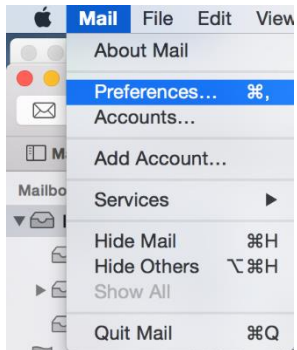 Mail File Edit View
About Mail
Preferences... ⌘,
Accounts...
Add Account...
Services
Hide Mail ⌘H
Hide Others ⌥⌘H
Show All
Quit Mail ⌘Q
M
Mailbo